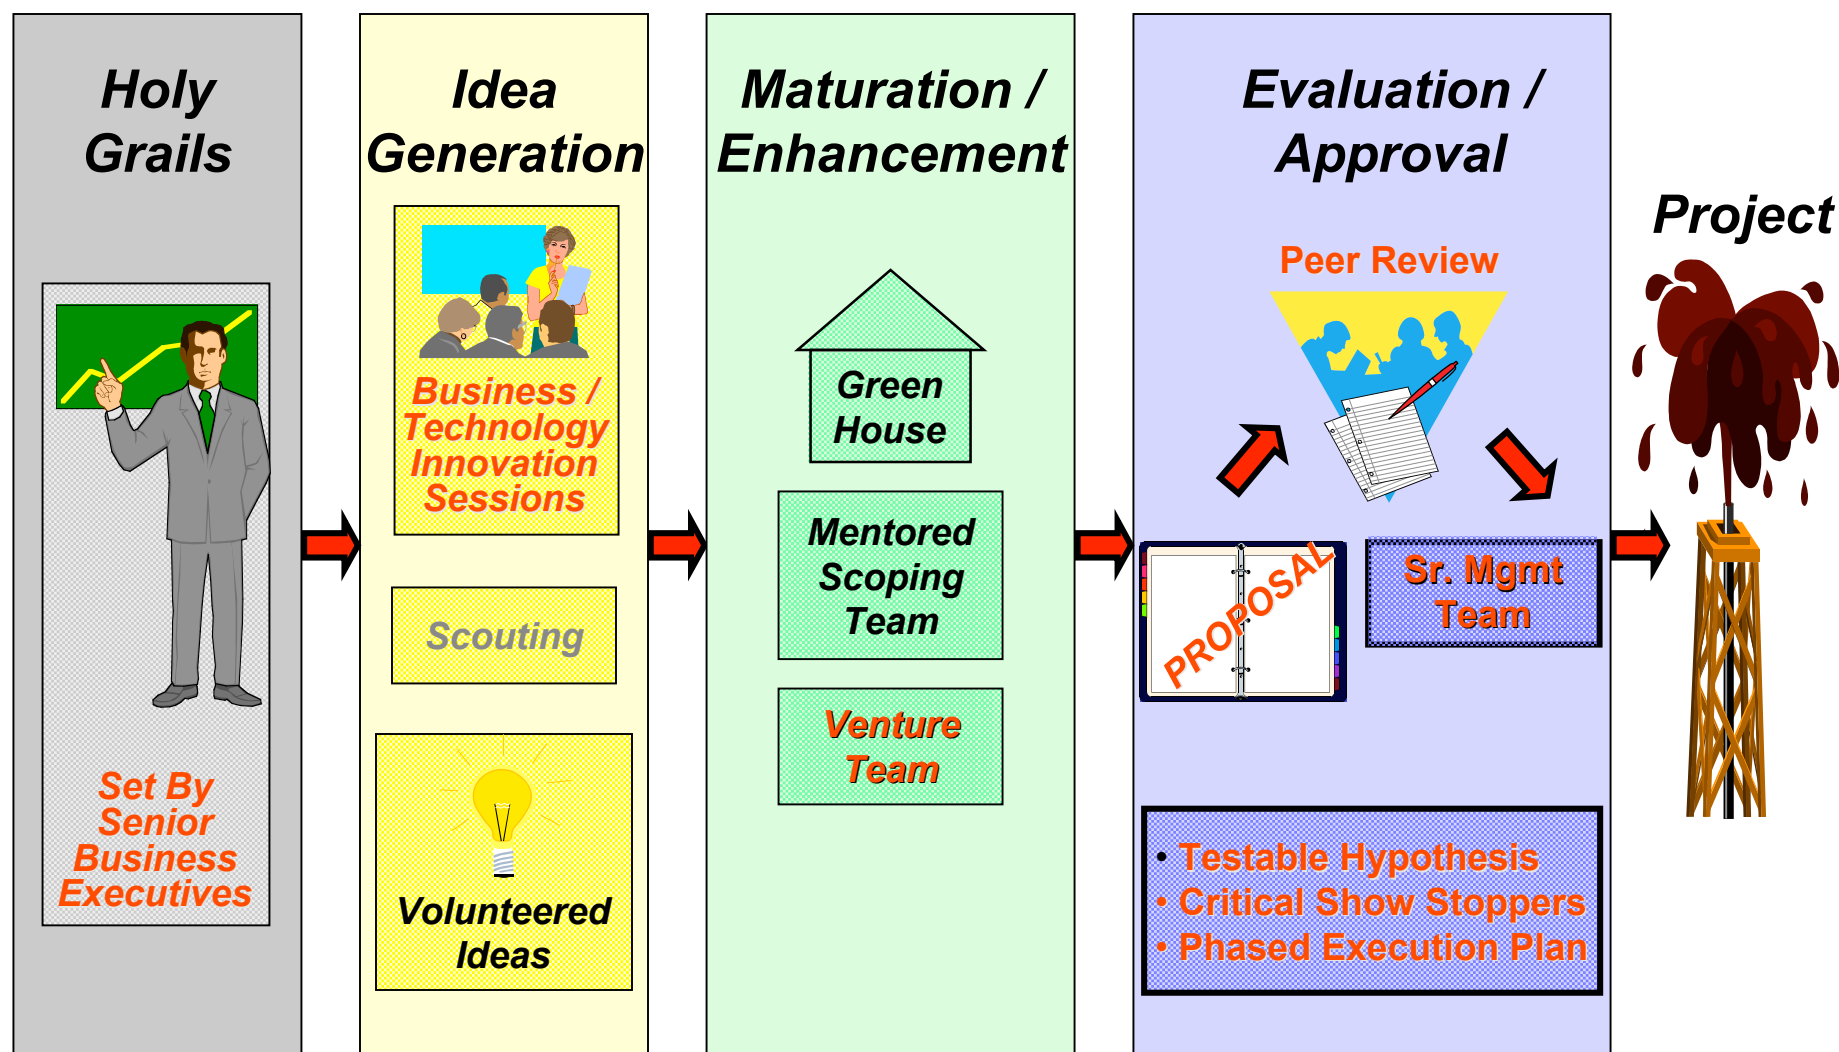 Holy
Grails
Set By
Senior
Business
Executives
Idea
Generation
Business /
Technology
Innovation
Sessions
Scouting
Volunteered
Ideas
Maturation /
Enhancement
Green
House
Mentored
Scoping
Team
Venture
Team
Evaluation /
Approval
Peer Review
PROPOSAL
Sr. Mgmt
Team
• Testable Hypothesis
• Critical Show Stoppers
• Phased Execution Plan
Project